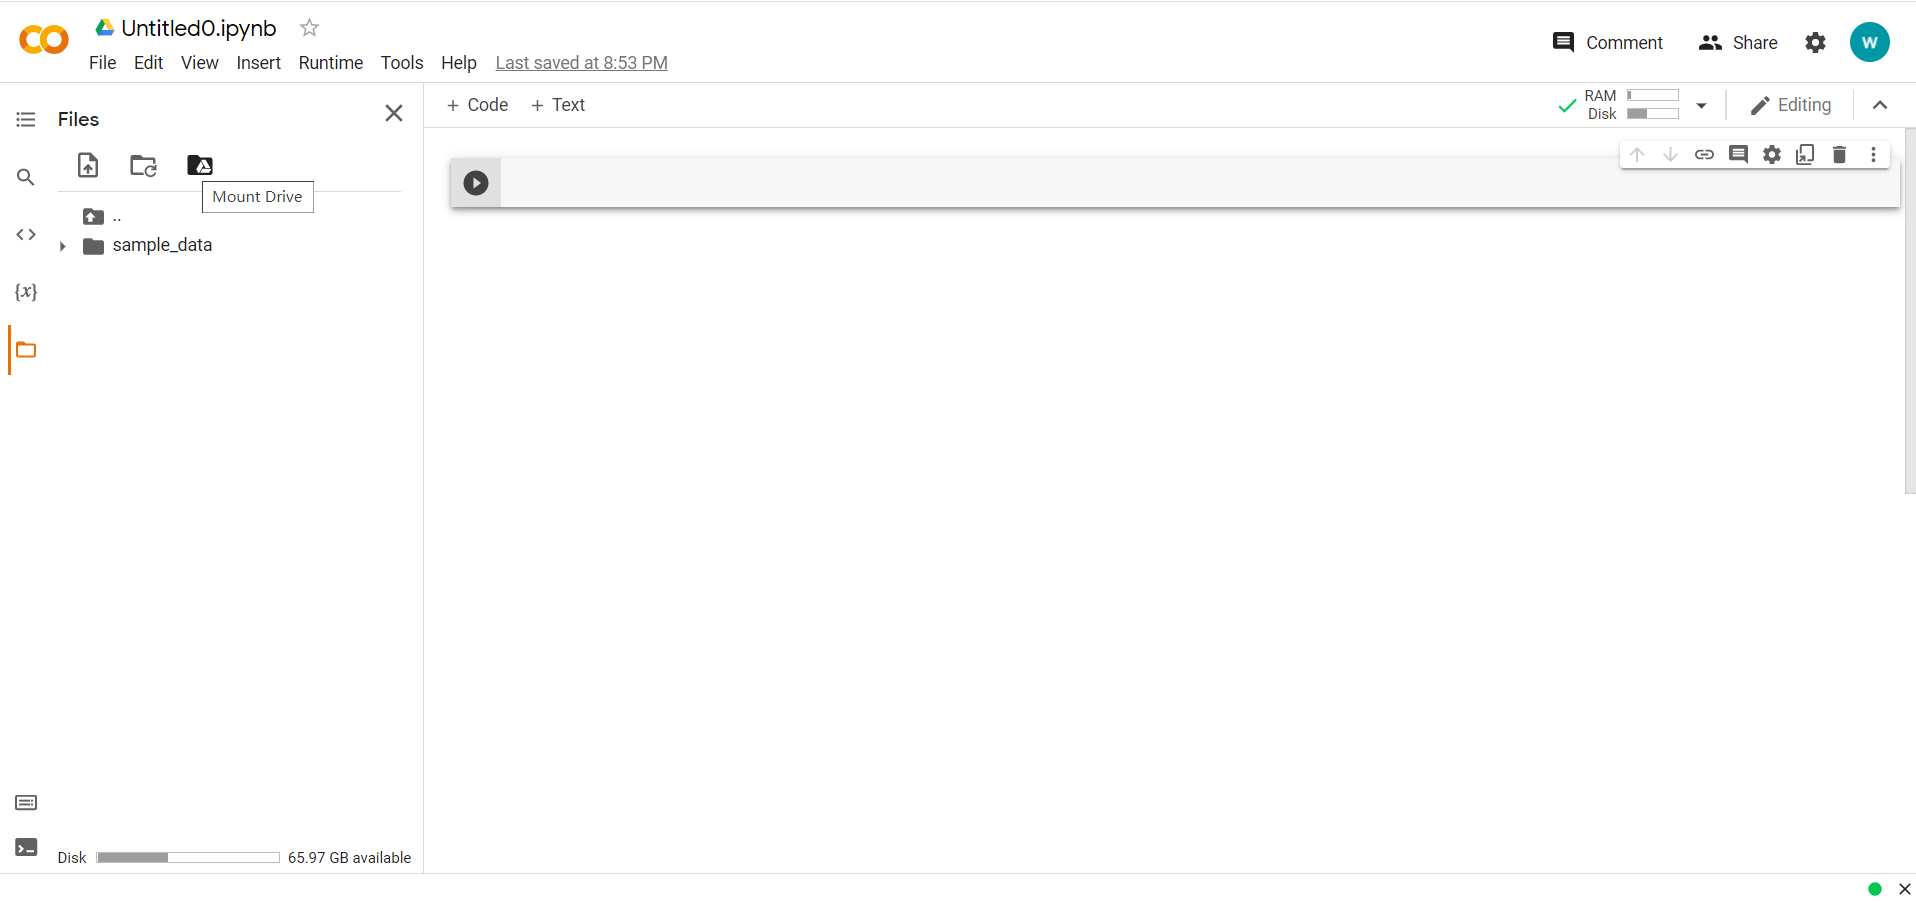 Untitled0.ipynb
File Edit View Insert Runtime Tools Help Last saved at 8:53 PM
Comment Share W
Files
+ Code + Text
RAM
Disk
Editing
Mount Drive
..
sample_data
{x}
Disk 65.97 GB available